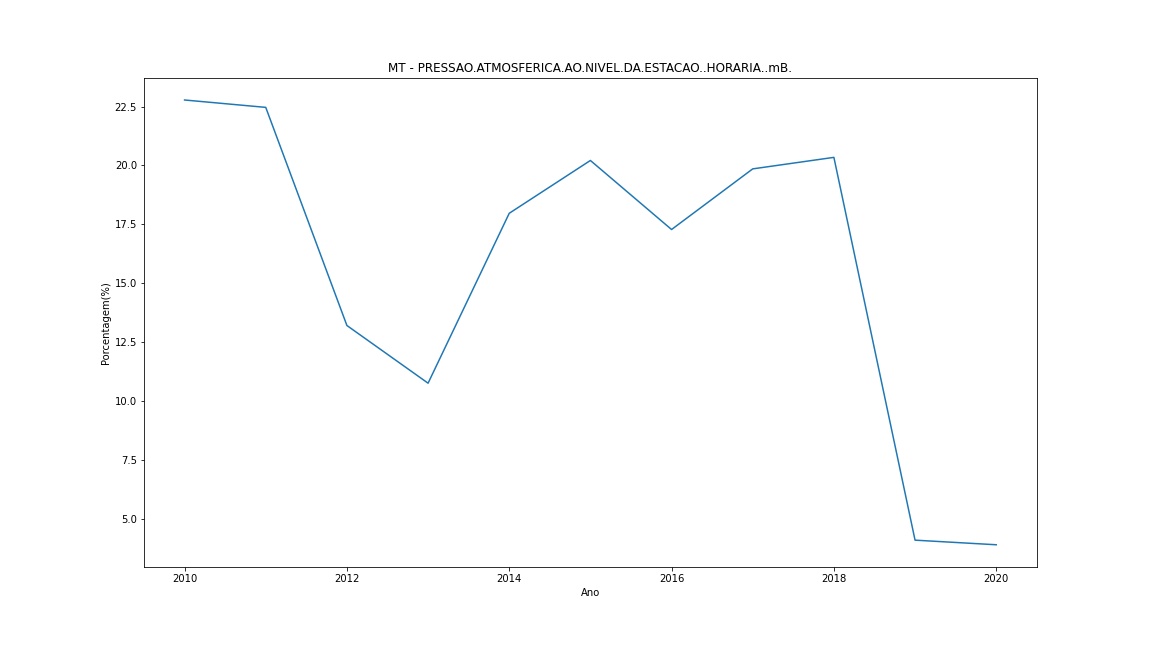 MT - PRESSAO.ATMOSFERICA.AO.NIVEL.DA.ESTACAO..HORARIA..mB.
22.5
20.0
17.5
15.0
12.5
10.0
7.5
5.0
Porcentagem(%)
2010 2012 2014 2016 2018 2020
Ano